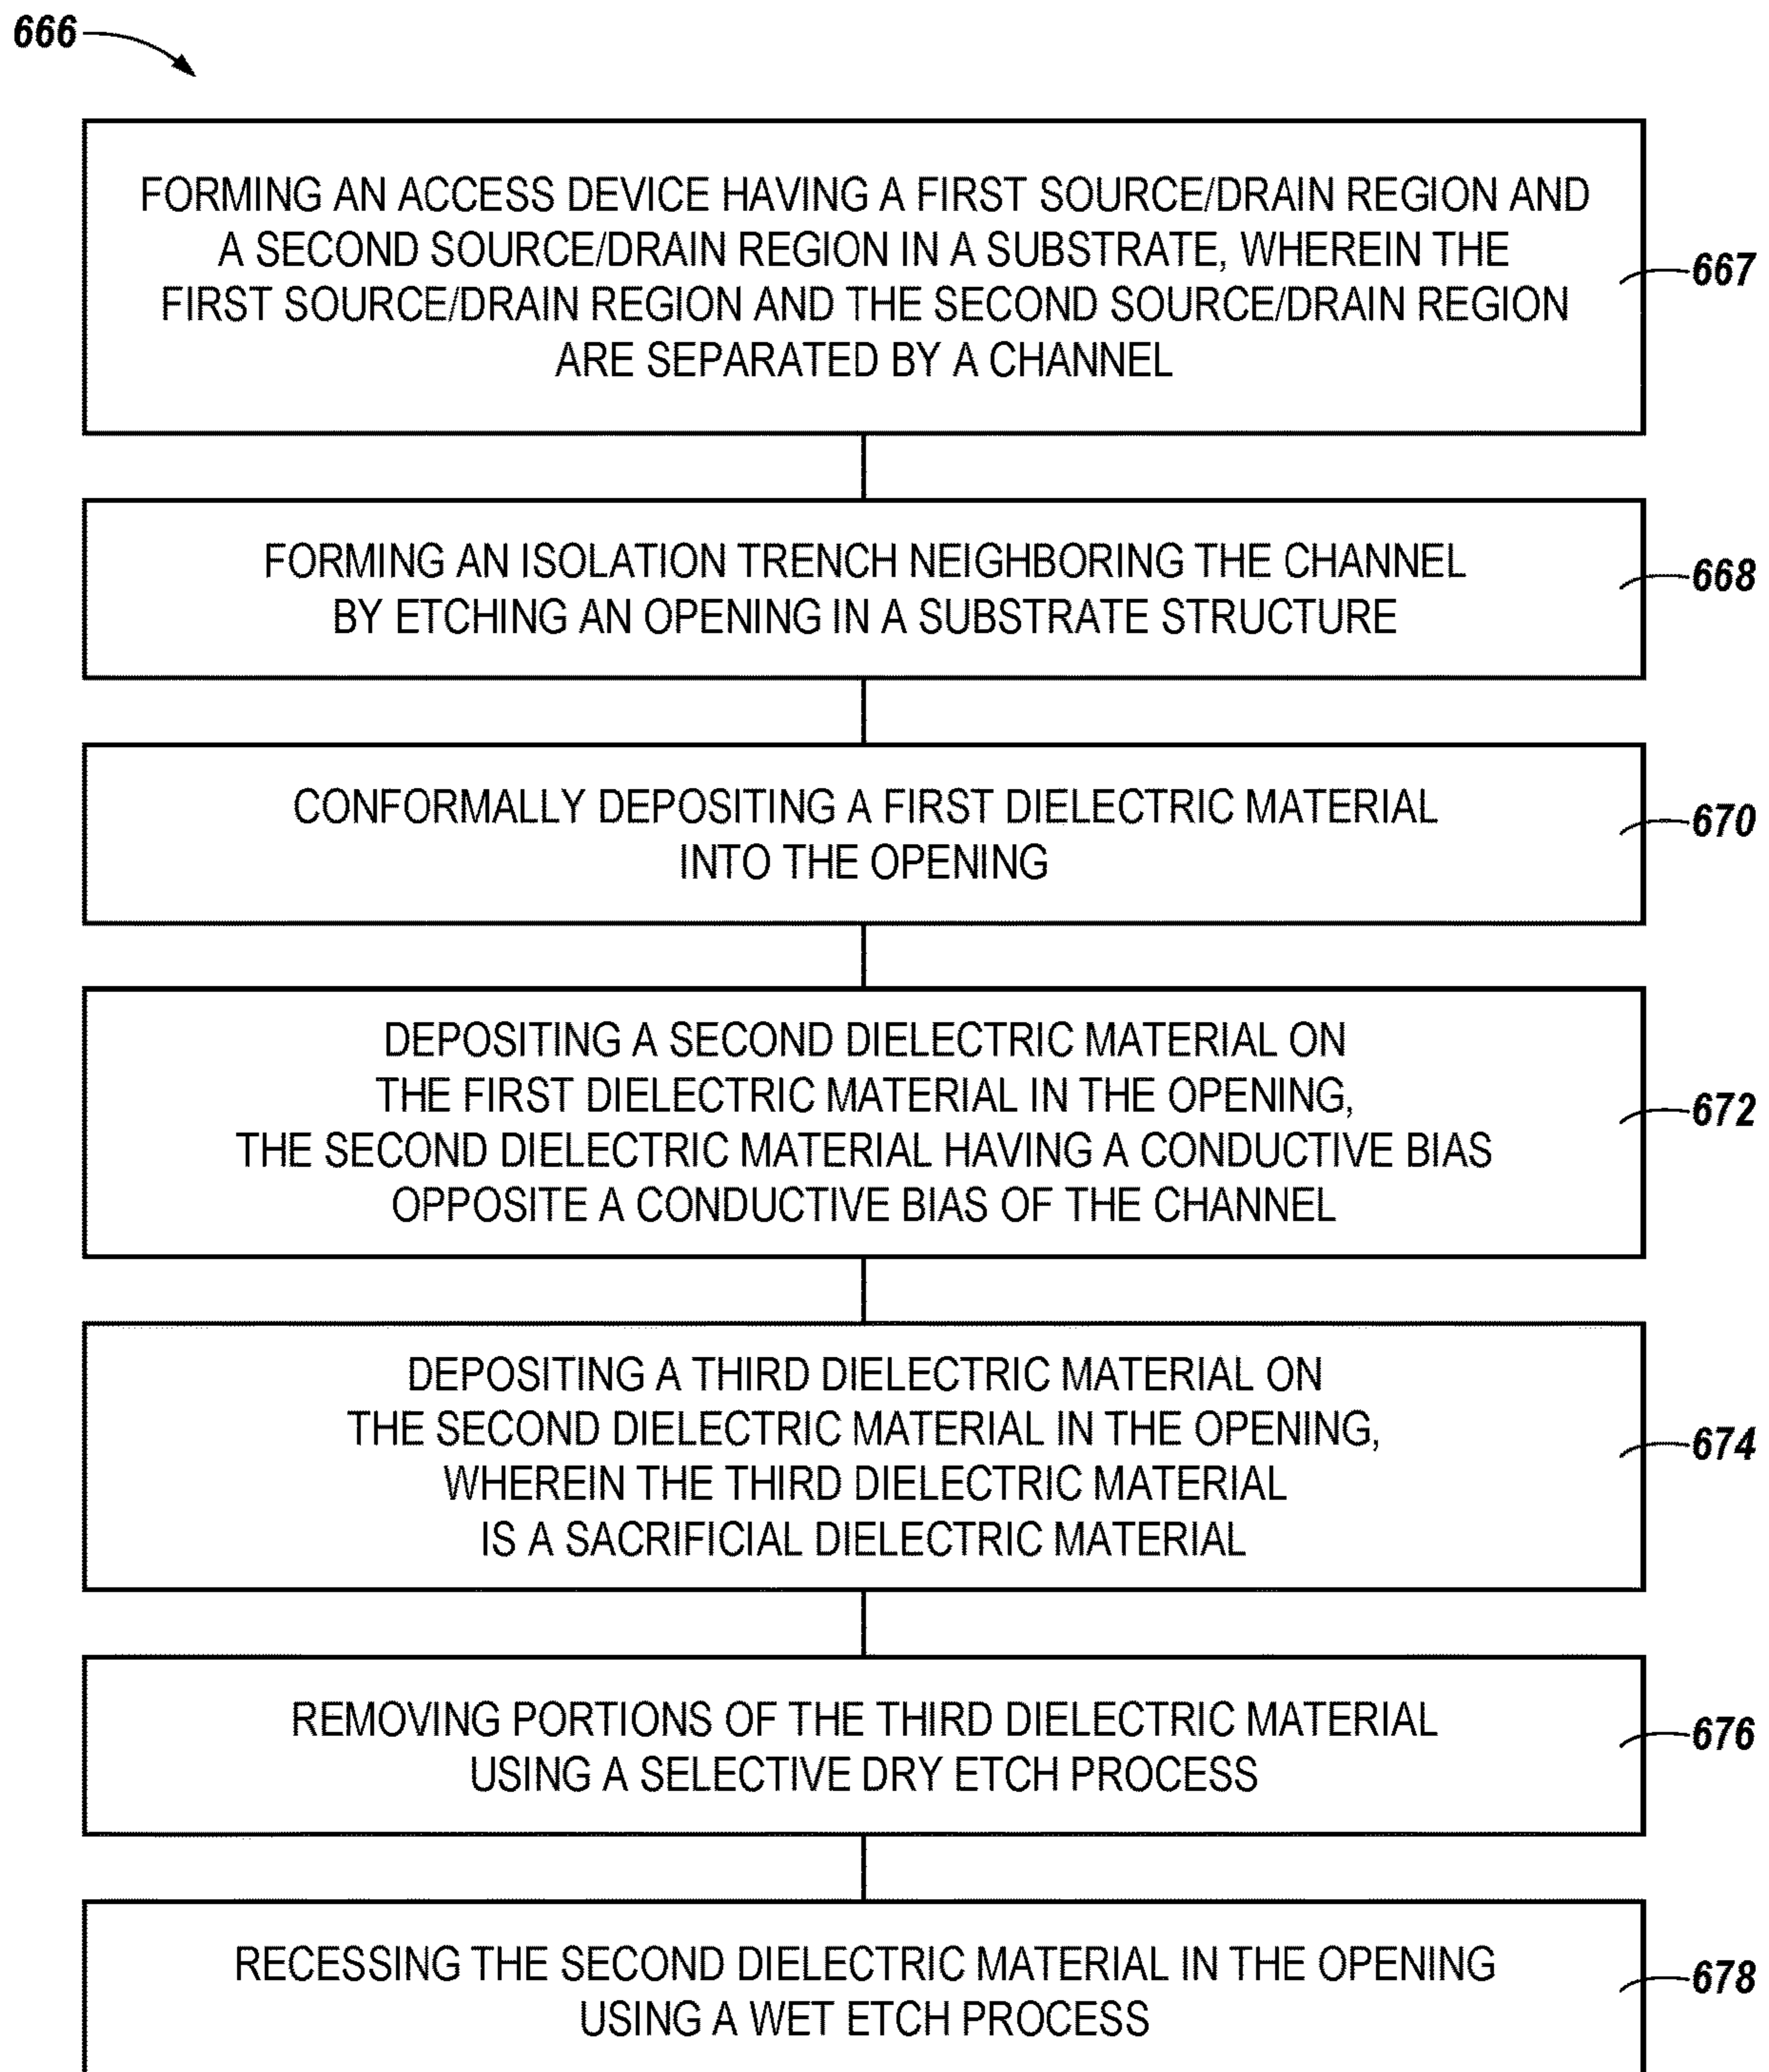 666
FORMING AN ACCESS DEVICE HAVING A FIRST SOURCE/DRAIN REGION AND
A SECOND SOURCE/DRAIN REGION IN A SUBSTRATE, WHEREIN THE
FIRST SOURCE/DRAIN REGION AND THE SECOND SOURCE/DRAIN REGION
ARE SEPARATED BY A CHANNEL
667
FORMING AN ISOLATION TRENCH NEIGHBORING THE CHANNEL
BY ETCHING AN OPENING IN A SUBSTRATE STRUCTURE
668
CONFORMALLY DEPOSITING A FIRST DIELECTRIC MATERIAL
INTO THE OPENING
670
DEPOSITING A SECOND DIELECTRIC MATERIAL ON
THE FIRST DIELECTRIC MATERIAL IN THE OPENING,
THE SECOND DIELECTRIC MATERIAL HAVING A CONDUCTIVE BIAS
OPPOSITE A CONDUCTIVE BIAS OF THE CHANNEL
672
DEPOSITING A THIRD DIELECTRIC MATERIAL ON
THE SECOND DIELECTRIC MATERIAL IN THE OPENING,
WHEREIN THE THIRD DIELECTRIC MATERIAL
IS A SACRIFICIAL DIELECTRIC MATERIAL
674
REMOVING PORTIONS OF THE THIRD DIELECTRIC MATERIAL
USING A SELECTIVE DRY ETCH PROCESS
676
RECESSING THE SECOND DIELECTRIC MATERIAL IN THE OPENING
USING A WET ETCH PROCESS
678